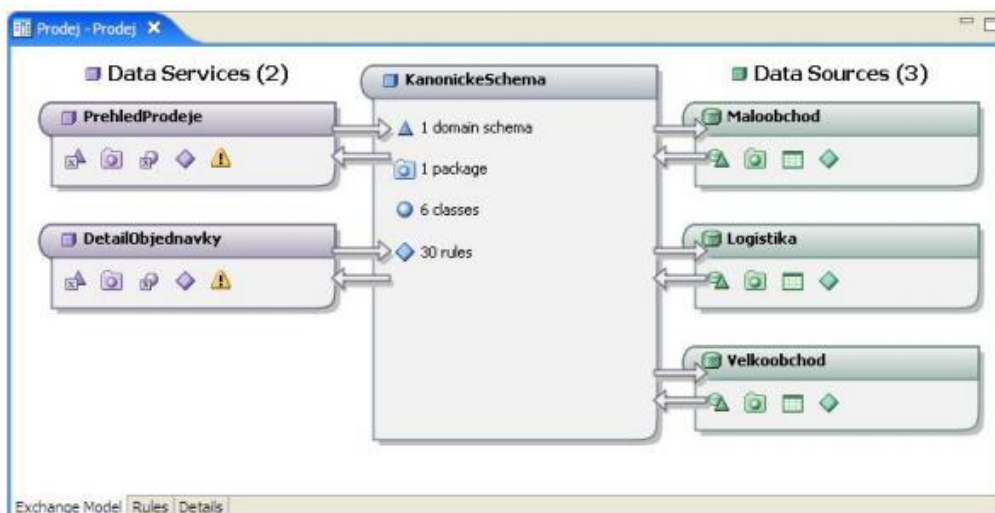 Prodej - Prodej
Data Services (2)
PrehledProdeje
DetailObjednavky
KanonickeSchema
1 domain schema
1 package
6 classes
30 rules
Data Sources (3)
Maloobchod
Logistika
Velkoobchod
Exchange Model Rules Details